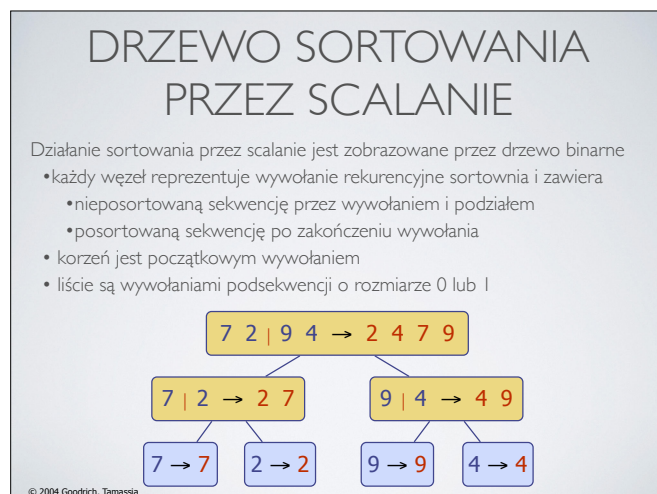 DRZEWO SORTOWANIA
PRZEZ SCALANIE
Działanie sortowania przez scalanie jest zobrazowane przez drzewo binarne
•każdy węzeł reprezentuje wywołanie rekurencyjne sortownia i zawiera
•nieposortowaną sekwencję przez wywołaniem i podziałem
•posortowaną sekwencję po zakończeniu wywołania
• korzeń jest początkowym wywołaniem
• liście są wywołaniami podsekwencji o rozmiarze 0 lub 1
7 2 | 9 4 → 2 4 7 9
7 | 2 → 2 7 9 | 4 → 4 9
7 → 7 2 → 2 9 → 9 4 → 4
© 2004 Goodrich, Tamassia